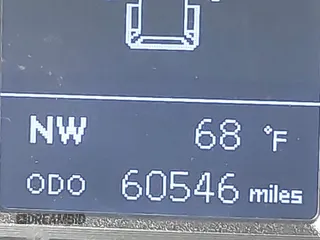 NW 68 °F
ODO 60546 miles
DREAMBID